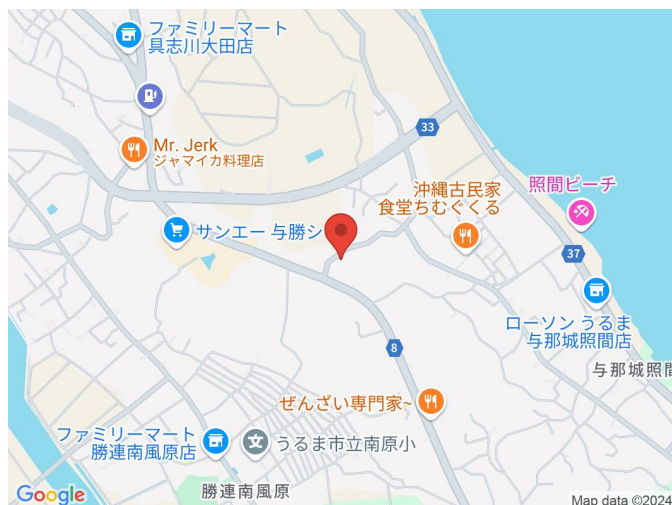 ファミリーマート
具志川大田店
33
Mr. Jerk
ジャマイカ料理店
沖縄古民家
食堂ちむぐくる
照間ビーチ
サンエー 与勝シ
37
ローソン うるま
与那城照間店
8
与那城照間
ぜんざい専門家~
ファミリーマート
勝連南風原店
文
うるま市立南原小
勝連南風原
Google
Map data ©2024